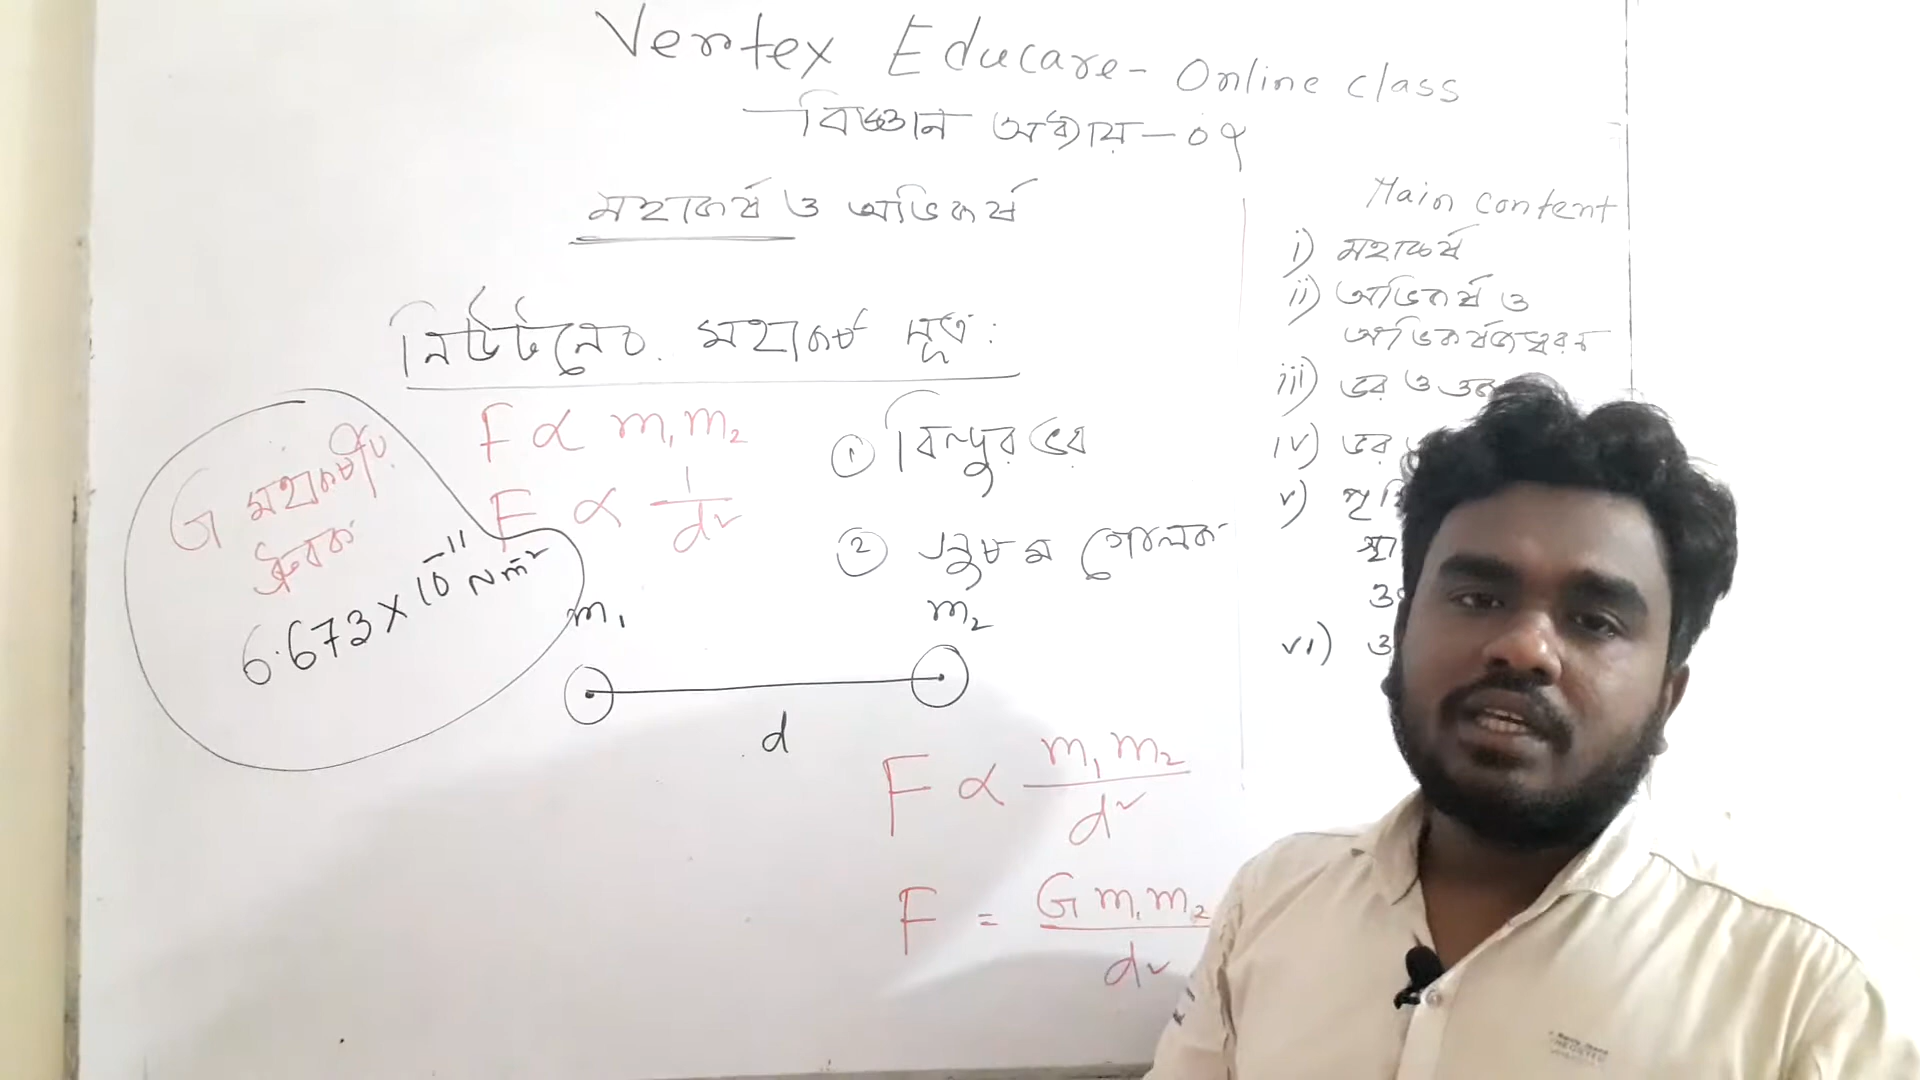 Vertex Educare - Online class
বিজ্ঞান অধ্যায় - ০৭
মহাকর্ষ ও অভিকর্ষ
নিউটনের মহাকর্ষ সূত্র :
F ∝ m₁m₂
F ∝ 1/d²
G মহাকর্ষীয়
ধ্রুবক
6.673 × 10⁻¹¹ Nm²
① বিন্দুর ভর
② সুষম গোলক
m₁ m₂
d
F ∝ m₁m₂/d²
F = Gm₁m₂/d²
Main content
i) মহাকর্ষ
ii) অভিকর্ষ ও
অভিকর্ষজ ত্বরণ
iii) ভর ও
iv) ভর
v)
vi) ও